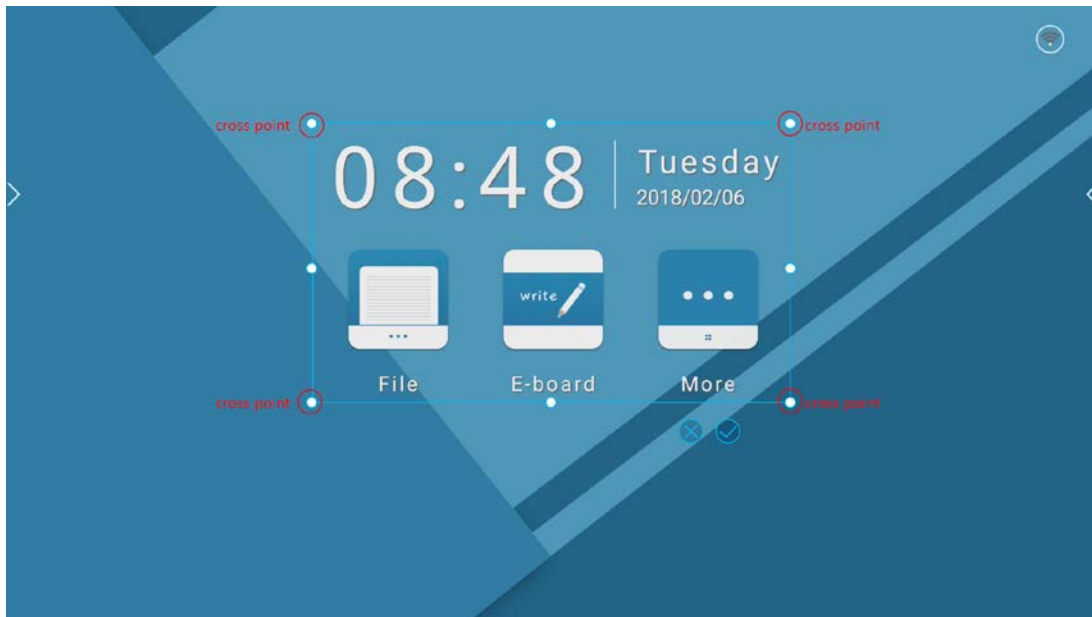 cross point
cross point
08:48
Tuesday
2018/02/06
write
File
E-board
More
cross point
cross point